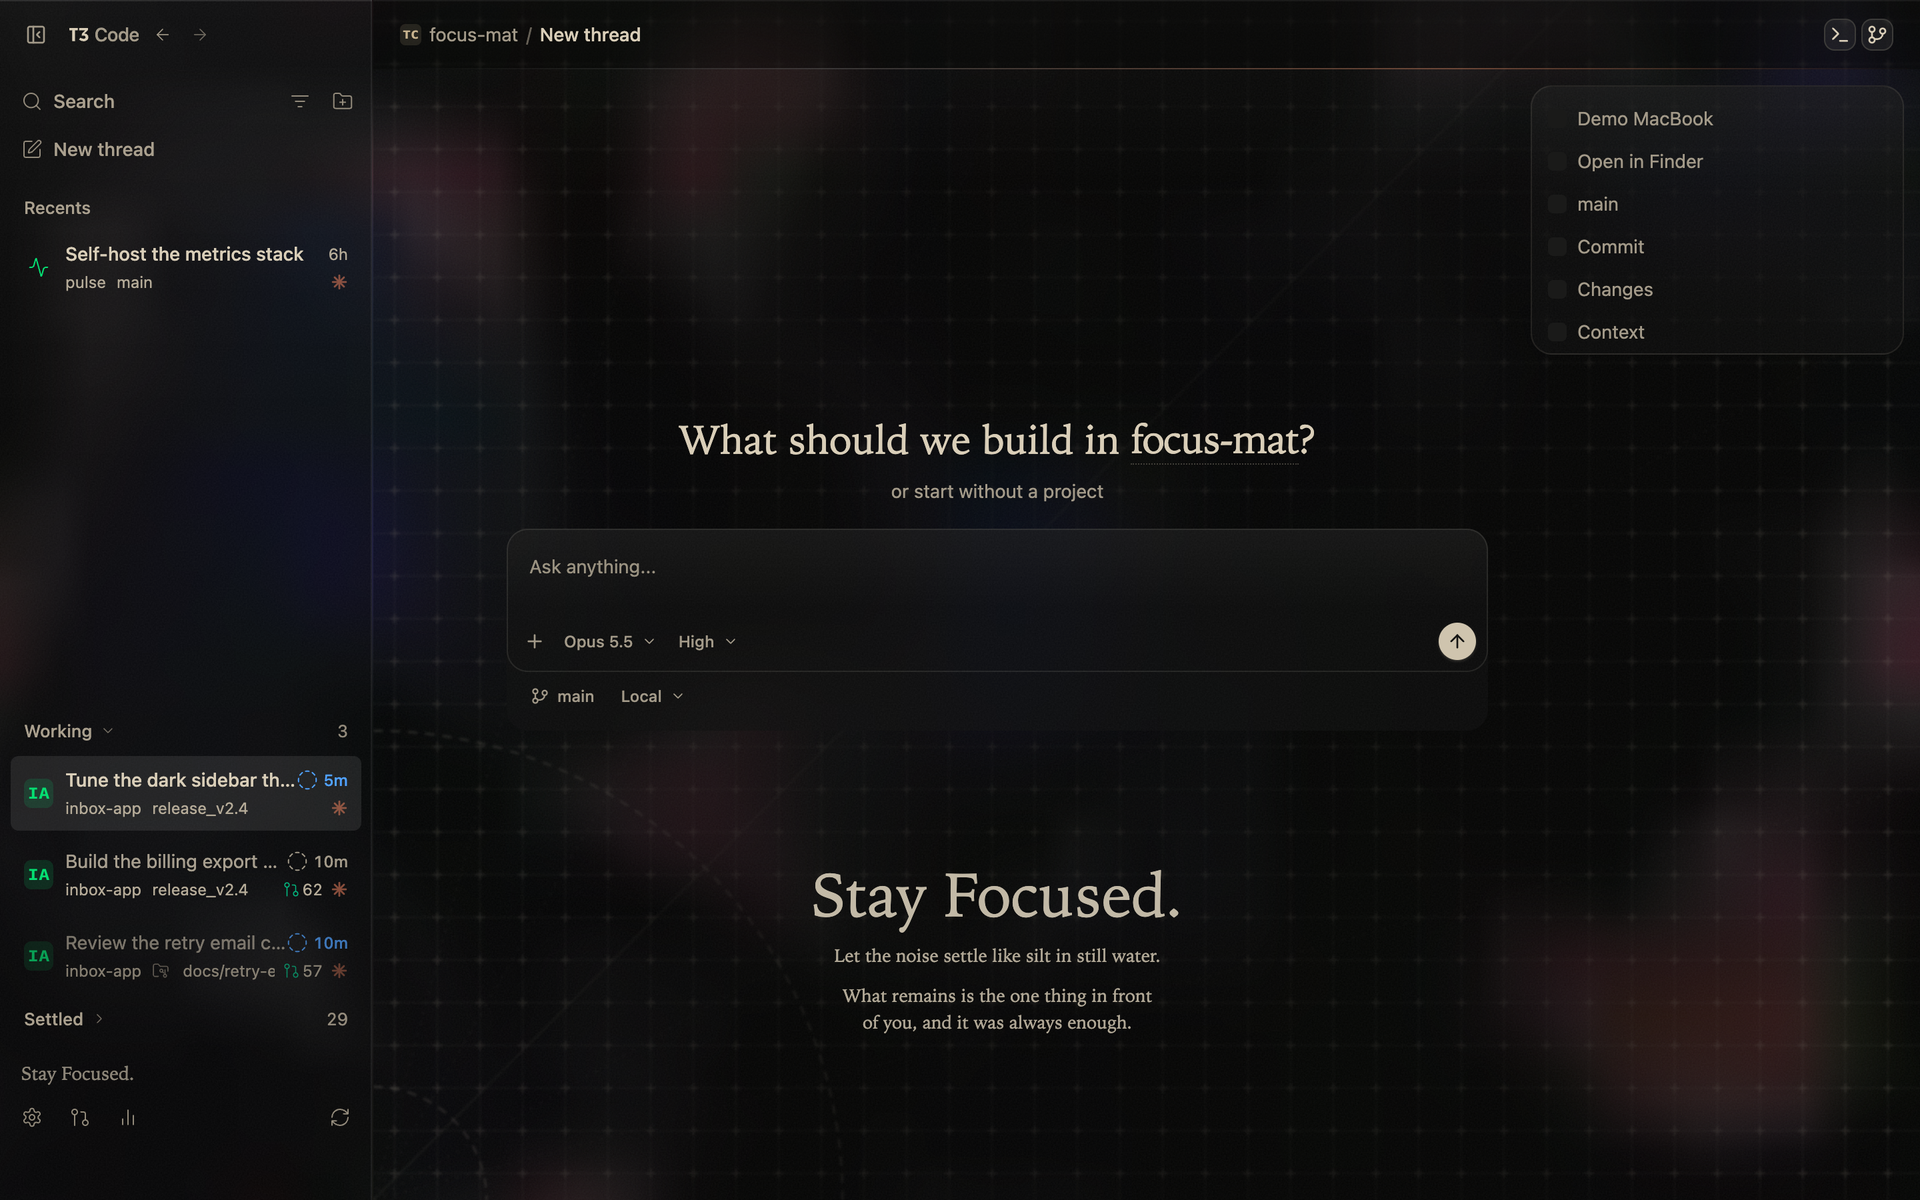 T3 Code
Search
New thread
Recents
Self-host the metrics stack 6h
pulse main
Working 3
Tune the dark sidebar th... 5m
inbox-app release_v2.4
Build the billing export ... 10m
inbox-app release_v2.4 62
Review the retry email c... 10m
inbox-app docs/retry-e 57
Settled 29
Stay Focused.
TC focus-mat / New thread
Demo MacBook
Open in Finder
main
Commit
Changes
Context
What should we build in focus-mat?
or start without a project
Ask anything...
Opus 5.5 High
main Local
Stay Focused.
Let the noise settle like silt in still water.
What remains is the one thing in front
of you, and it was always enough.
IA
IA
IA